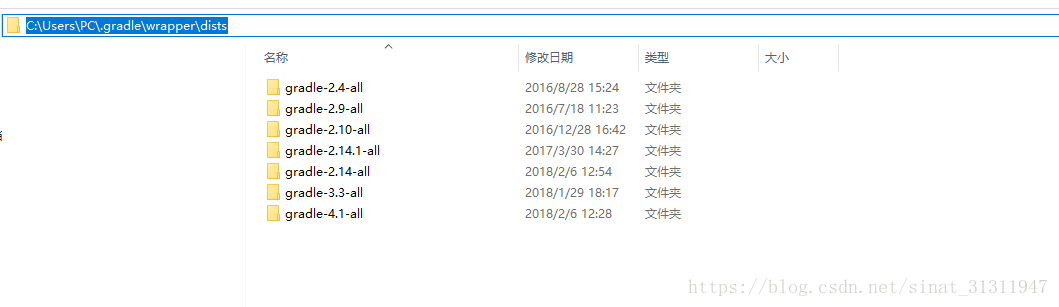 C:\Users\PC\.gradle\wrapper\dists
名称 修改日期 类型 大小
gradle-2.4-all 2016/8/28 15:24 文件夹
gradle-2.9-all 2016/7/18 11:23 文件夹
gradle-2.10-all 2016/12/28 16:42 文件夹
gradle-2.14.1-all 2017/3/30 14:27 文件夹
gradle-2.14-all 2018/2/6 12:54 文件夹
gradle-3.3-all 2018/1/29 18:17 文件夹
gradle-4.1-all 2018/2/6 12:28 文件夹
https://blog.csdn.net/sinat_31311947